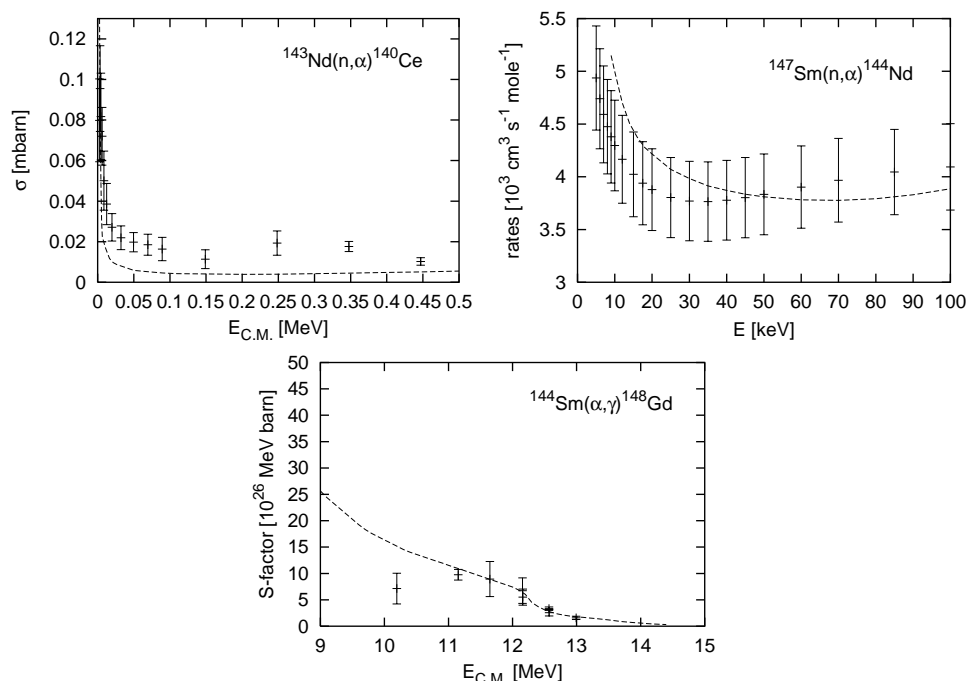 ¹⁴³Nd(n,α)¹⁴⁰Ce
σ [mbarn]
0.12
0.1
0.08
0.06
0.04
0.02
0
0 0.05 0.1 0.15 0.2 0.25 0.3 0.35 0.4 0.45 0.5
E_C.M. [MeV]
¹⁴⁷Sm(n,α)¹⁴⁴Nd
rates [10³ cm³ s⁻¹ mole⁻¹]
5.5
5
4.5
4
3.5
3
0 10 20 30 40 50 60 70 80 90 100
E [keV]
¹⁴⁴Sm(α,γ)¹⁴⁸Gd
S-factor [10²⁶ MeV barn]
50
45
40
35
30
25
20
15
10
5
0
9 10 11 12 13 14 15
E_C.M. [MeV]